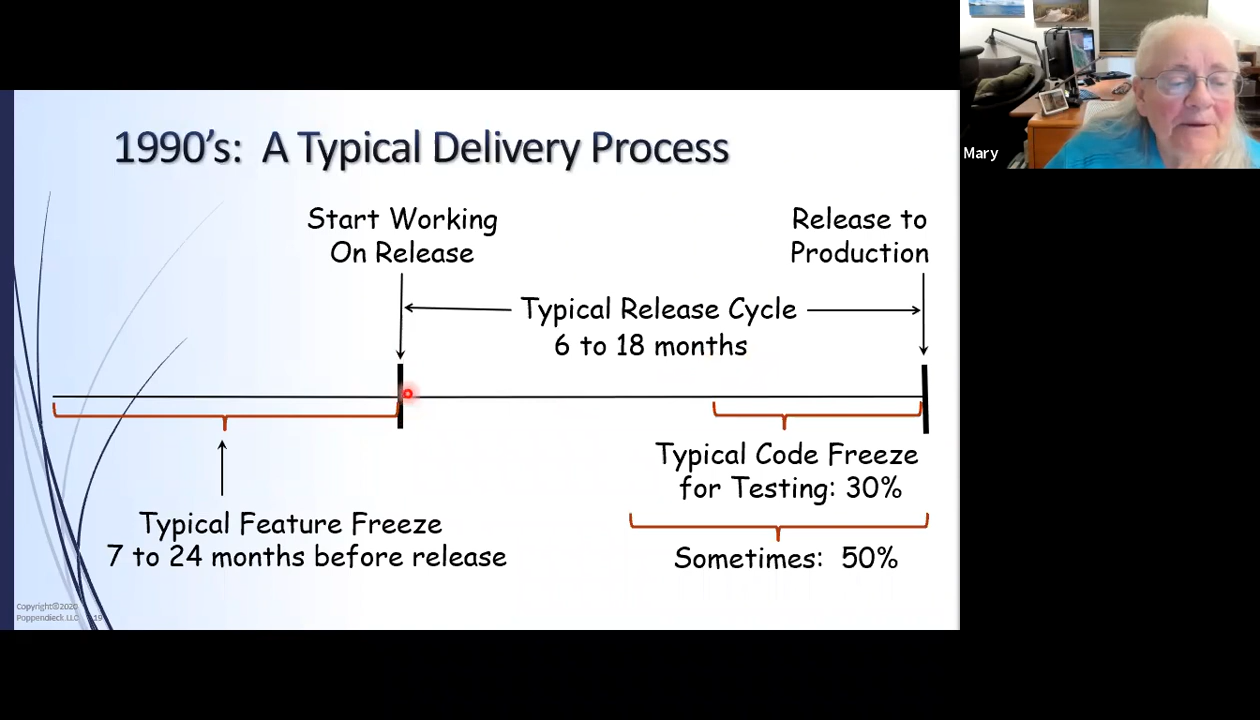 1990's: A Typical Delivery Process
Mary
Start Working
On Release
Release to
Production
Typical Release Cycle
6 to 18 months
Typical Code Freeze
for Testing: 30%
Typical Feature Freeze
7 to 24 months before release
Sometimes: 50%
Copyright©2020
Poppendieck LLC
19